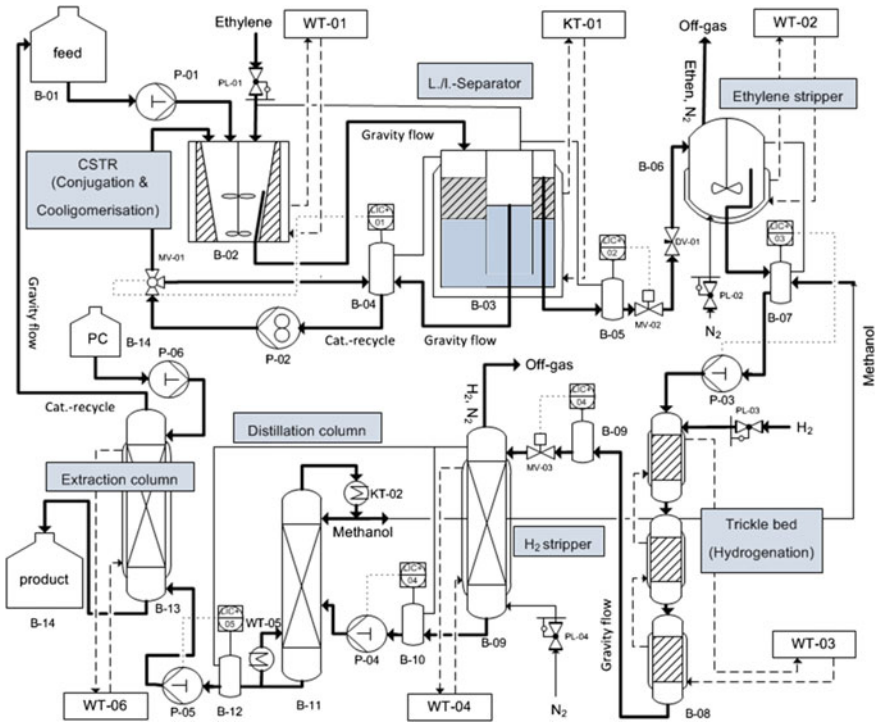 Ethylene
WT-01
KT-01
Off-gas
WT-02
feed
P-01
PL-01
L./l.-Separator
Ethen, N2
Ethylene stripper
B-01
Gravity flow
CSTR
(Conjugation &
Cooligomerisation)
B-06
LIC+
01
LIC+
02
LIC+
03
MV-01
B-02
DV-01
B-04
B-03
PL-02
B-05
MV-02
B-07
N2
Gravity flow
PC
B-14
P-02
Cat.-recycle
Gravity flow
P-06
Off-gas
P-03
Methanol
Cat.-recycle
H2, N2
LIC+
04
B-09
PL-03
H2
Distillation column
MV-03
Extraction column
KT-02
Methanol
H2 stripper
Trickle bed
(Hydrogenation)
product
LIC+
04
B-14
B-13
LIC+
05
WT-05
B-09
PL-04
Gravity flow
WT-03
P-04
B-10
WT-06
P-05
B-12
B-11
WT-04
N2
B-08